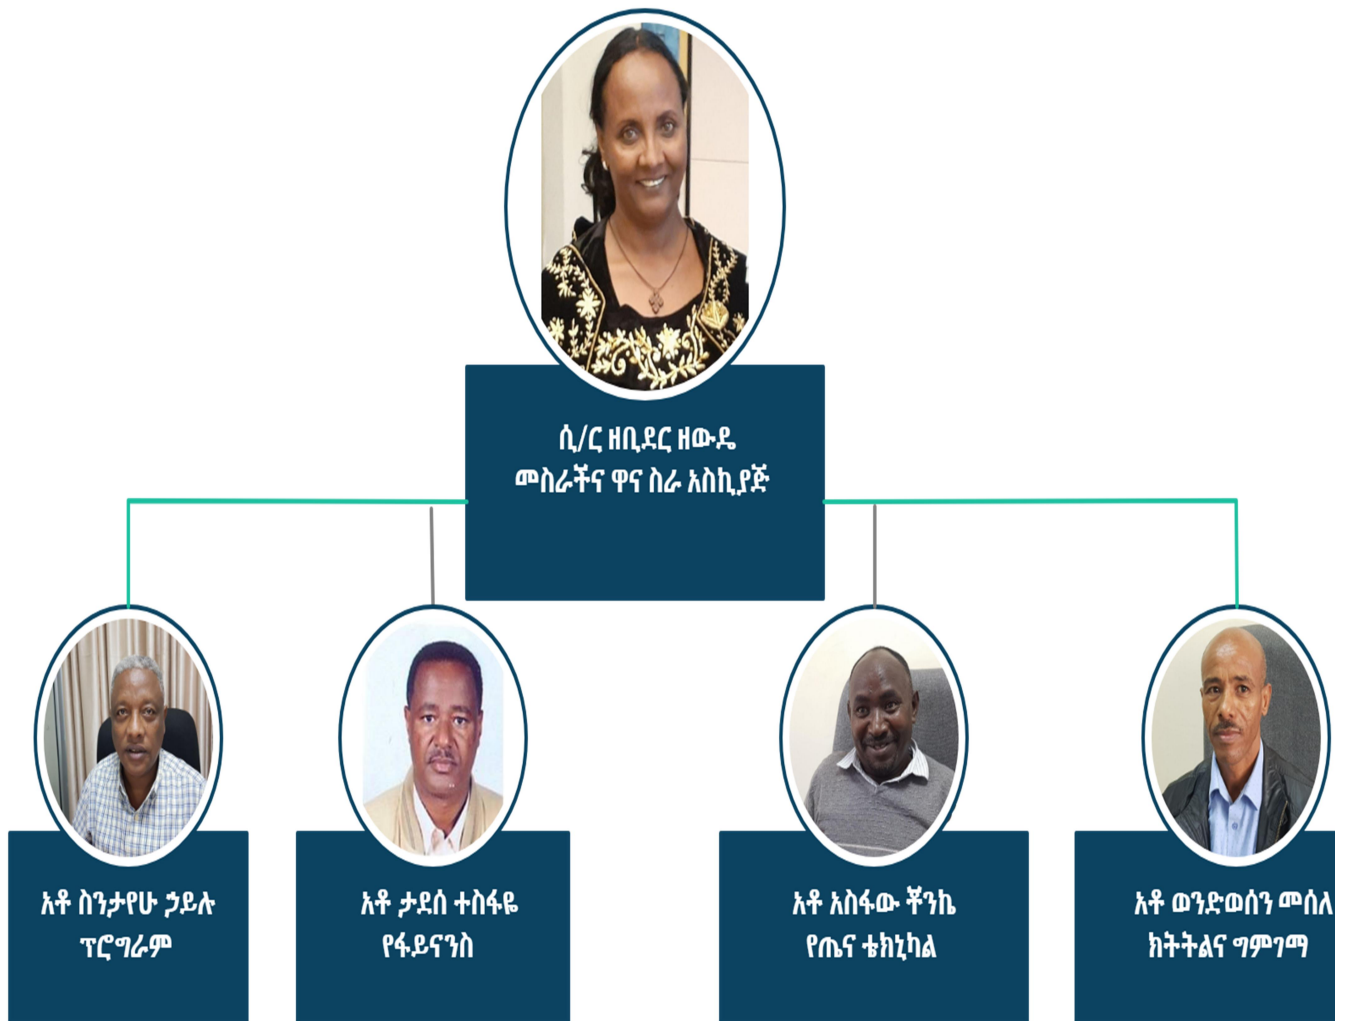 ሲ/ር ዘቢደር ዘውዴ
መስራችና ዋና ስራ አስኪያጅ
አቶ ስንታየሁ ኃይሉ
ፕሮግራም
አቶ ታደሰ ተስፋዬ
የፋይናንስ
አቶ አስፋው ቾንኬ
የጤና ቴክኒካል
አቶ ወንድወሰን መሰለ
ክትትልና ግምገማ